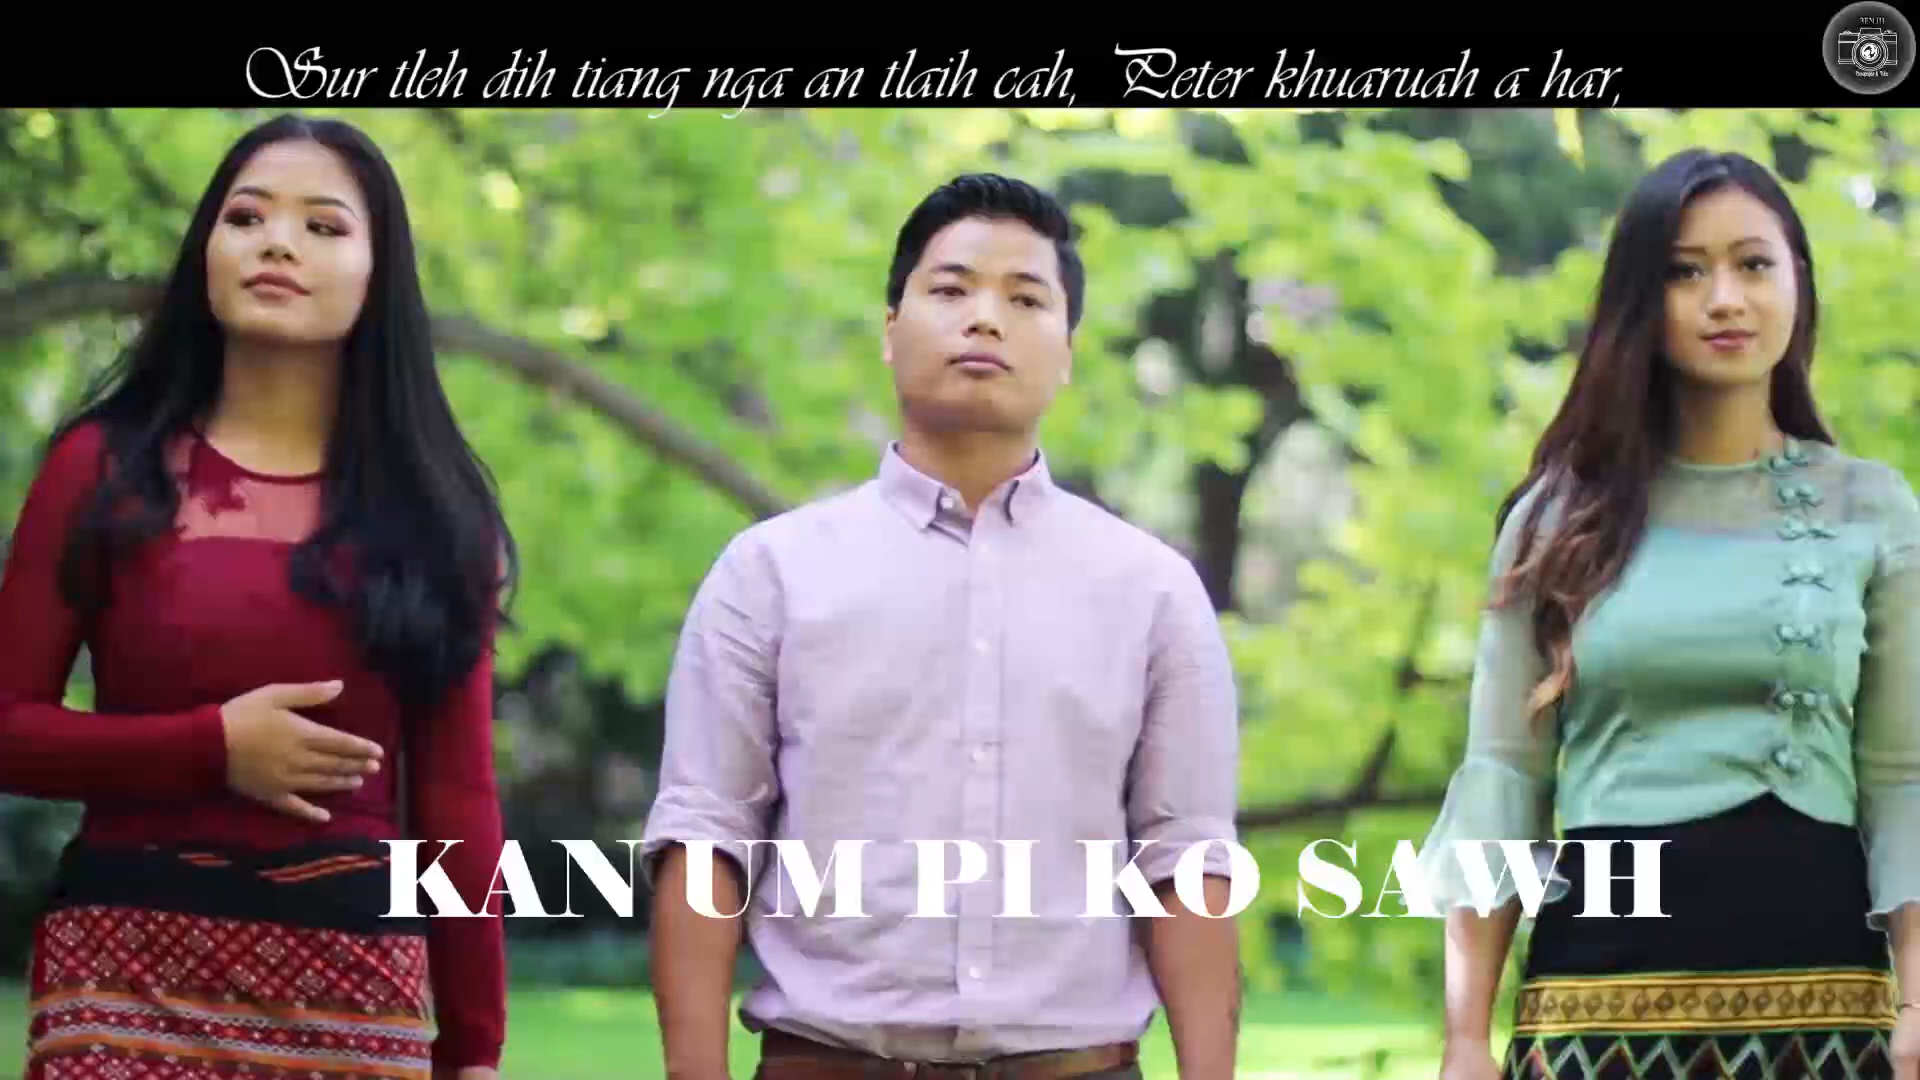 Sur tleh dih tiang nga an tlaih cah, Peter khuaruah a har,
KAN UM PI KO SAWH